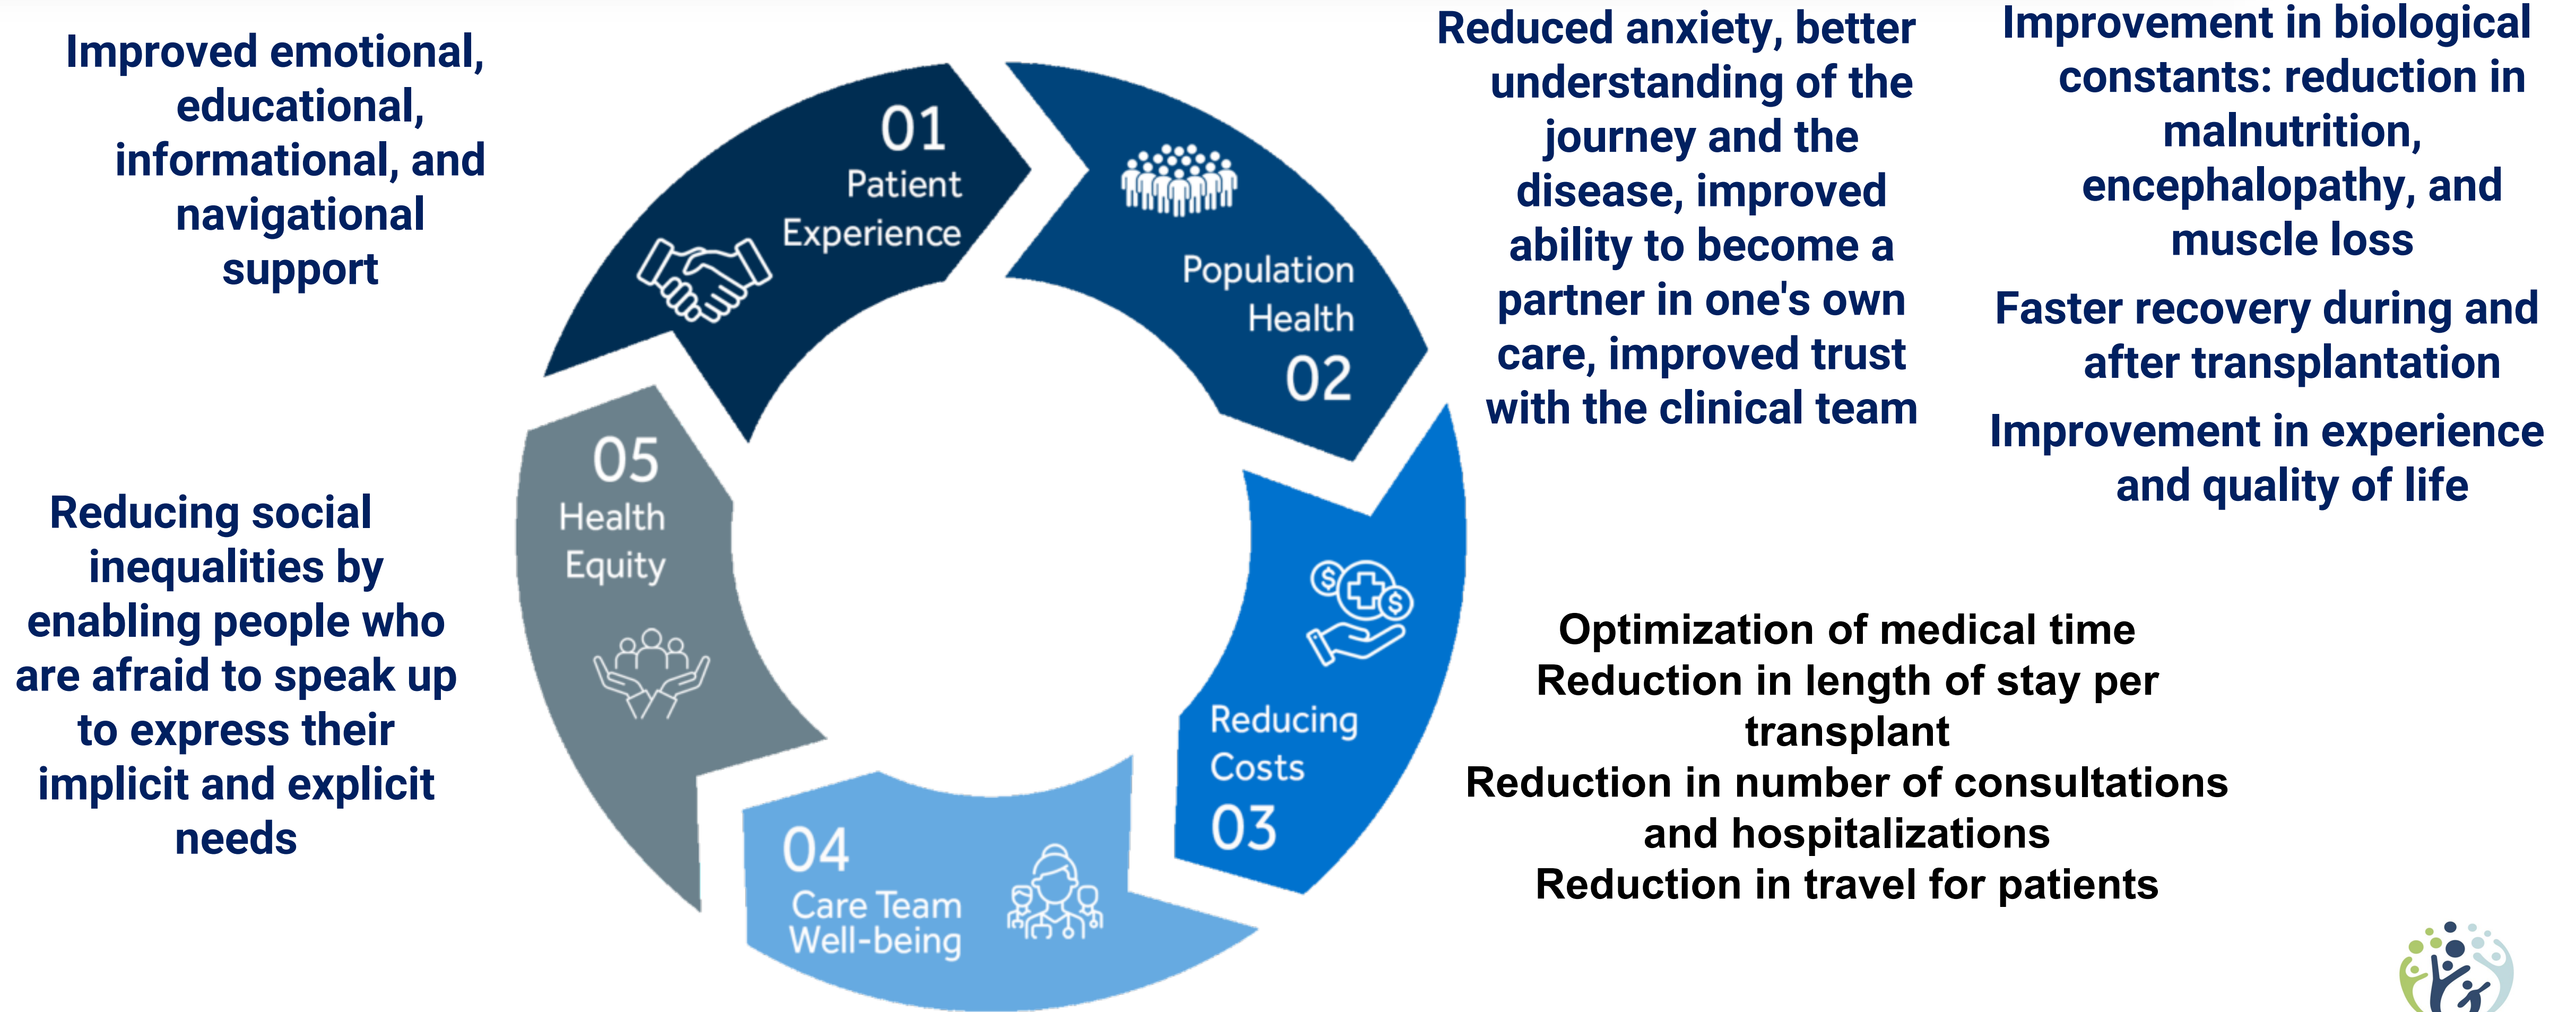 Improved emotional,
educational,
informational, and
navigational
support
01
Patient
Experience
Population
Health
02
Reduced anxiety, better
understanding of the
journey and the
disease, improved
ability to become a
partner in one's own
care, improved trust
with the clinical team
Improvement in biological
constants: reduction in
malnutrition,
encephalopathy, and
muscle loss
Faster recovery during and
after transplantation
Improvement in experience
and quality of life
$
$
Reducing
Costs
03
Optimization of medical time
Reduction in length of stay per
transplant
Reduction in number of consultations
and hospitalizations
Reduction in travel for patients
04
Care Team
Well-being
05
Health
Equity
Reducing social
inequalities by
enabling people who
are afraid to speak up
to express their
implicit and explicit
needs